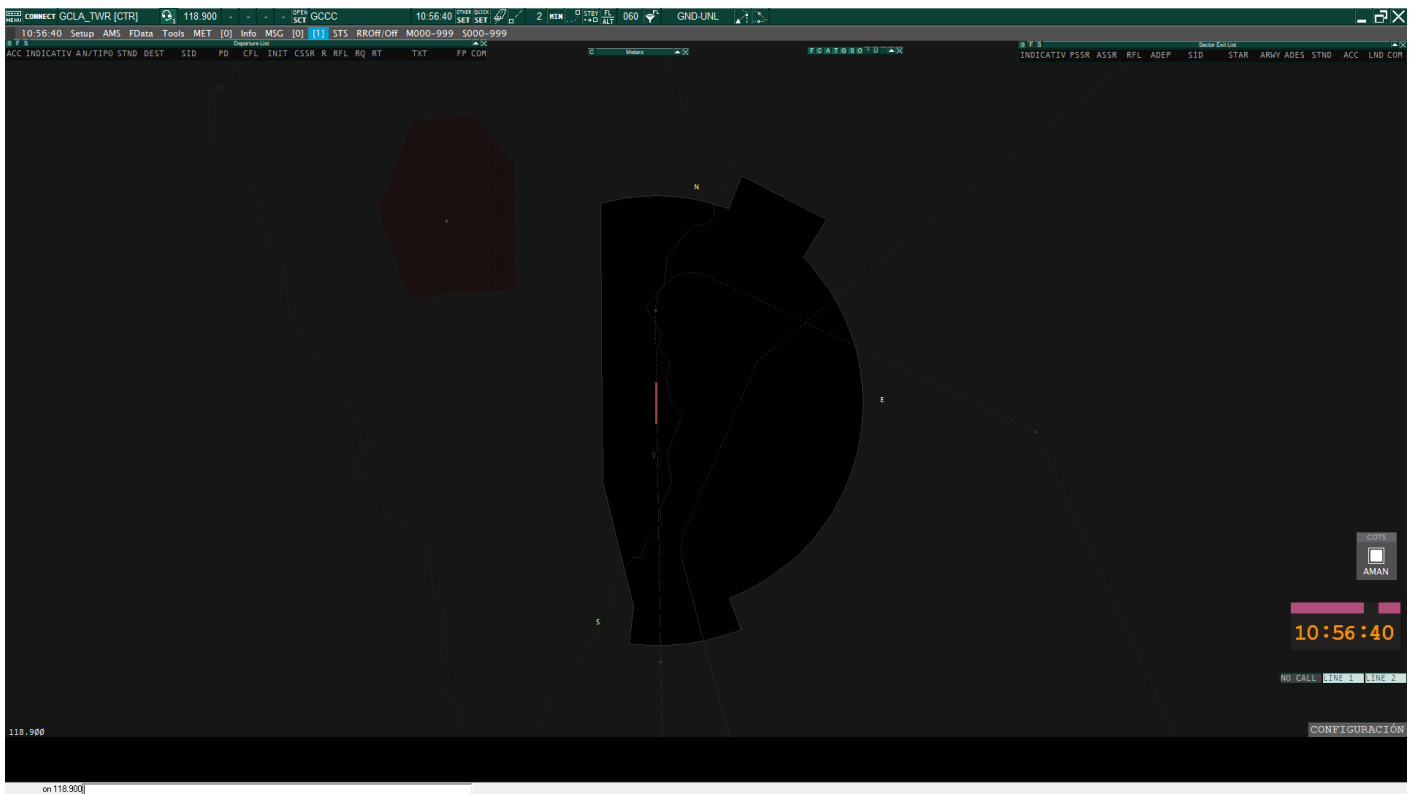 MENU CONNECT GCLA_TWR [CTR] 118.900 - - - - OPEN SCT GCCC 10:56:40 OTHER SET QUICK SET 2 MIN STBY FL ALT 060 FL GND-UNL
10:56:40 Setup AMS FData Tools MET [0] Info MSG [0] [1] STS RROff/Off M000-999 S000-999
O F S Departure List
ACC INDICATIV AN/TIPO STND DEST SID PD CFL INIT CSSR R RFL RQ RT TXT FP COM
C Meters
F C A T G S O - U
O F S Sector Exit List
INDICATIV PSSR ASSR RFL ADEP SID STAR ARWY ADES STND ACC LND COM
N
E
S
COTS
AMAN
10:56:40
NO CALL LINE 1 LINE 2
118.900
CONFIGURACIÓN
on 118.900